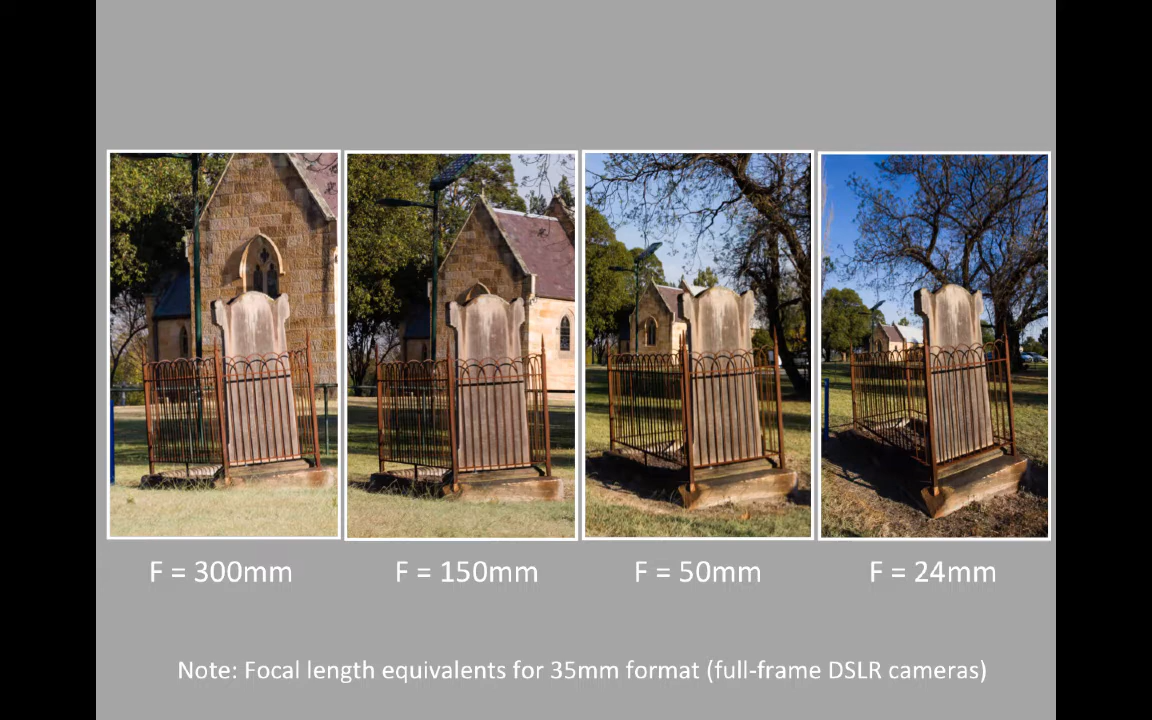 F = 300mm
F = 150mm
F = 50mm
F = 24mm
Note: Focal length equivalents for 35mm format (full-frame DSLR cameras)